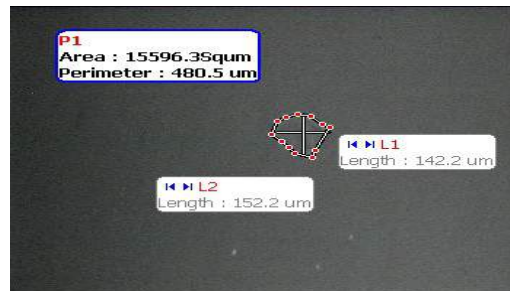 P1
Area : 15596.3Squm
Perimeter : 480.5 um
L1
Length : 142.2 um
L2
Length : 152.2 um